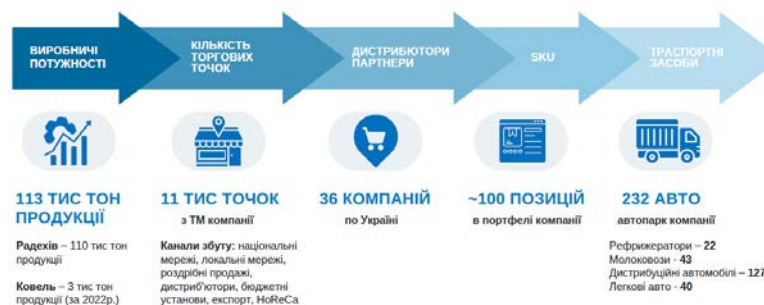 ВИРОБНИЧІ
ПОТУЖНОСТІ
КІЛЬКІСТЬ
ТОРГОВИХ
ТОЧОК
ДИСТРИБЮТОРИ
ПАРТНЕРИ
SKU
ТРАСПОРТНІ
ЗАСОБИ
113 ТИС ТОН
ПРОДУКЦІЇ
Радехів – 110 тис тон
продукції
Ковель – 3 тис тон
продукції (за 2022р.)
11 ТИС ТОЧОК
з ТМ компанії
Канали збуту: національні
мережі, локальні мережі,
роздрібні продажі,
дистриб'ютори, бюджетні
установи, експорт, HoReCa
36 КОМПАНІЙ
по Україні
~100 ПОЗИЦІЙ
в портфелі компанії
232 АВТО
автопарк компанії
Рефрижератори – 22
Молоковози - 43
Дистрибуційні автомобілі – 127
Легкові авто - 40